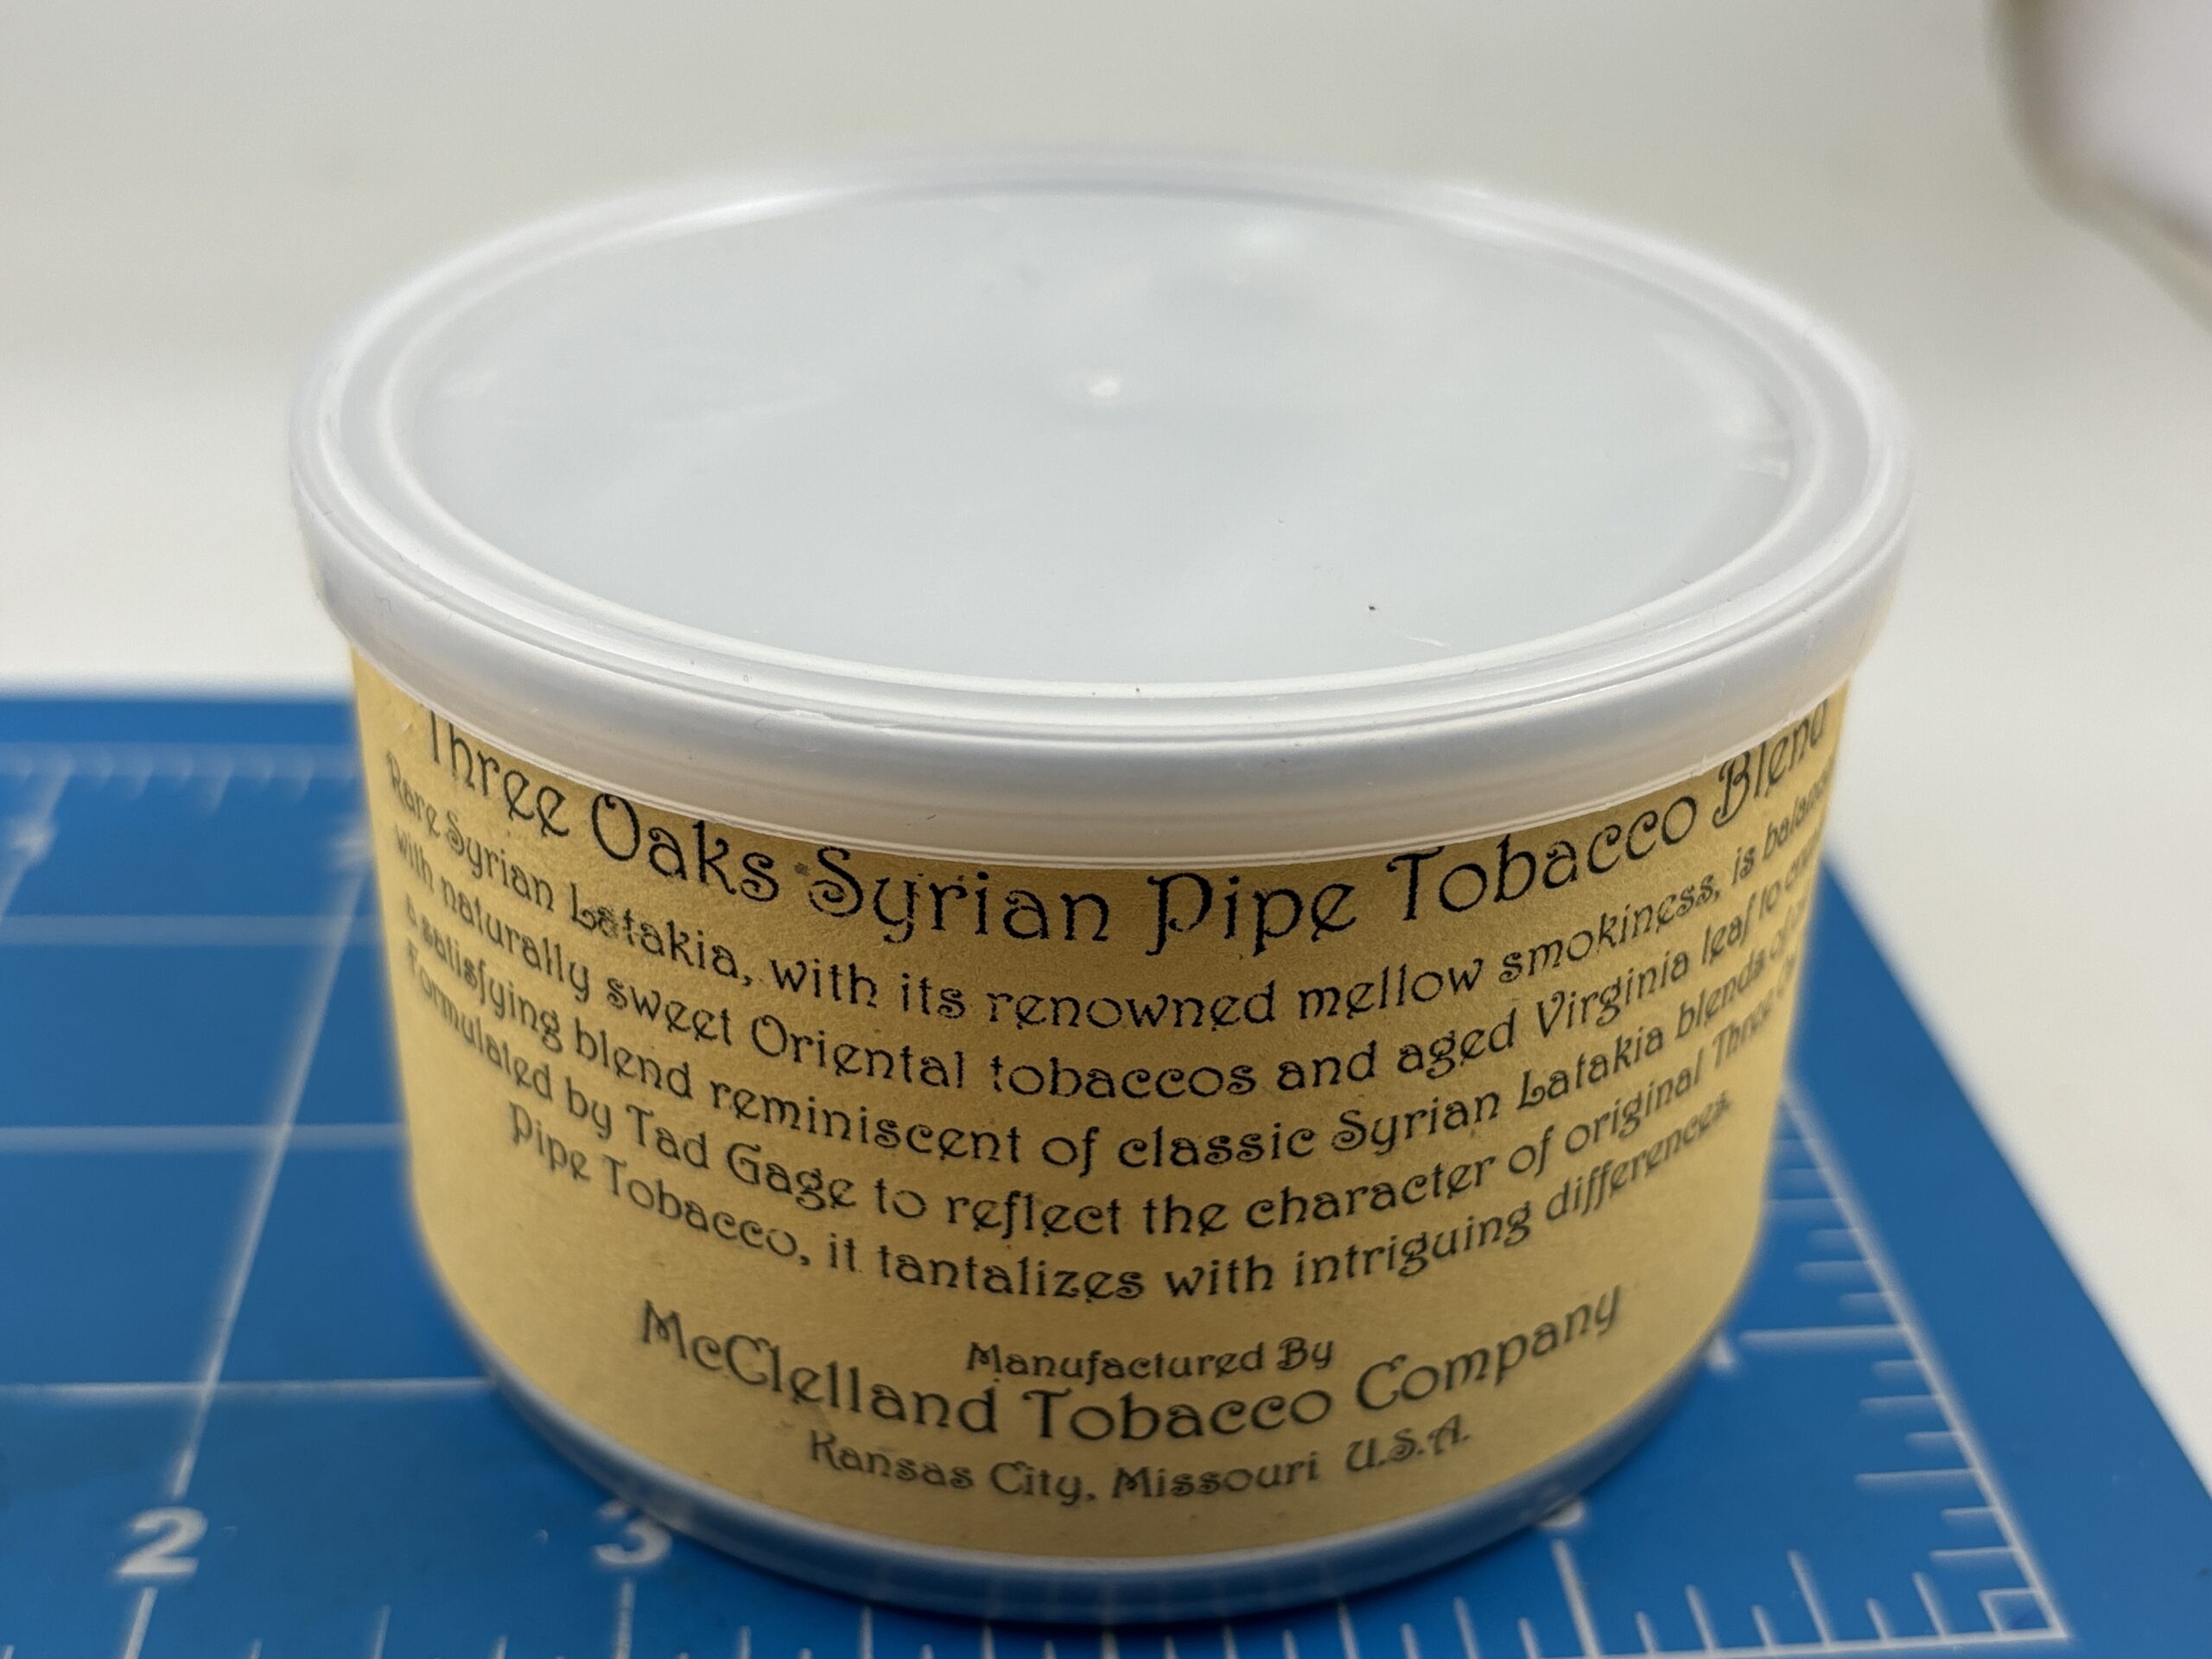 Three Oaks Syrian Pipe Tobacco Blend
Rare Syrian Latakia, with its renowned mellow smokiness, is
with naturally sweet Oriental tobaccos and aged Virginia leaf to
a satisfying blend reminiscent of classic Syrian Latakia blends of
Formulated by Tad Gage to reflect the character of original Three
Pipe Tobacco, it tantalizes with intriguing differences.
Manufactured By
McClelland Tobacco Company
Kansas City, Missouri U.S.A.
2
3